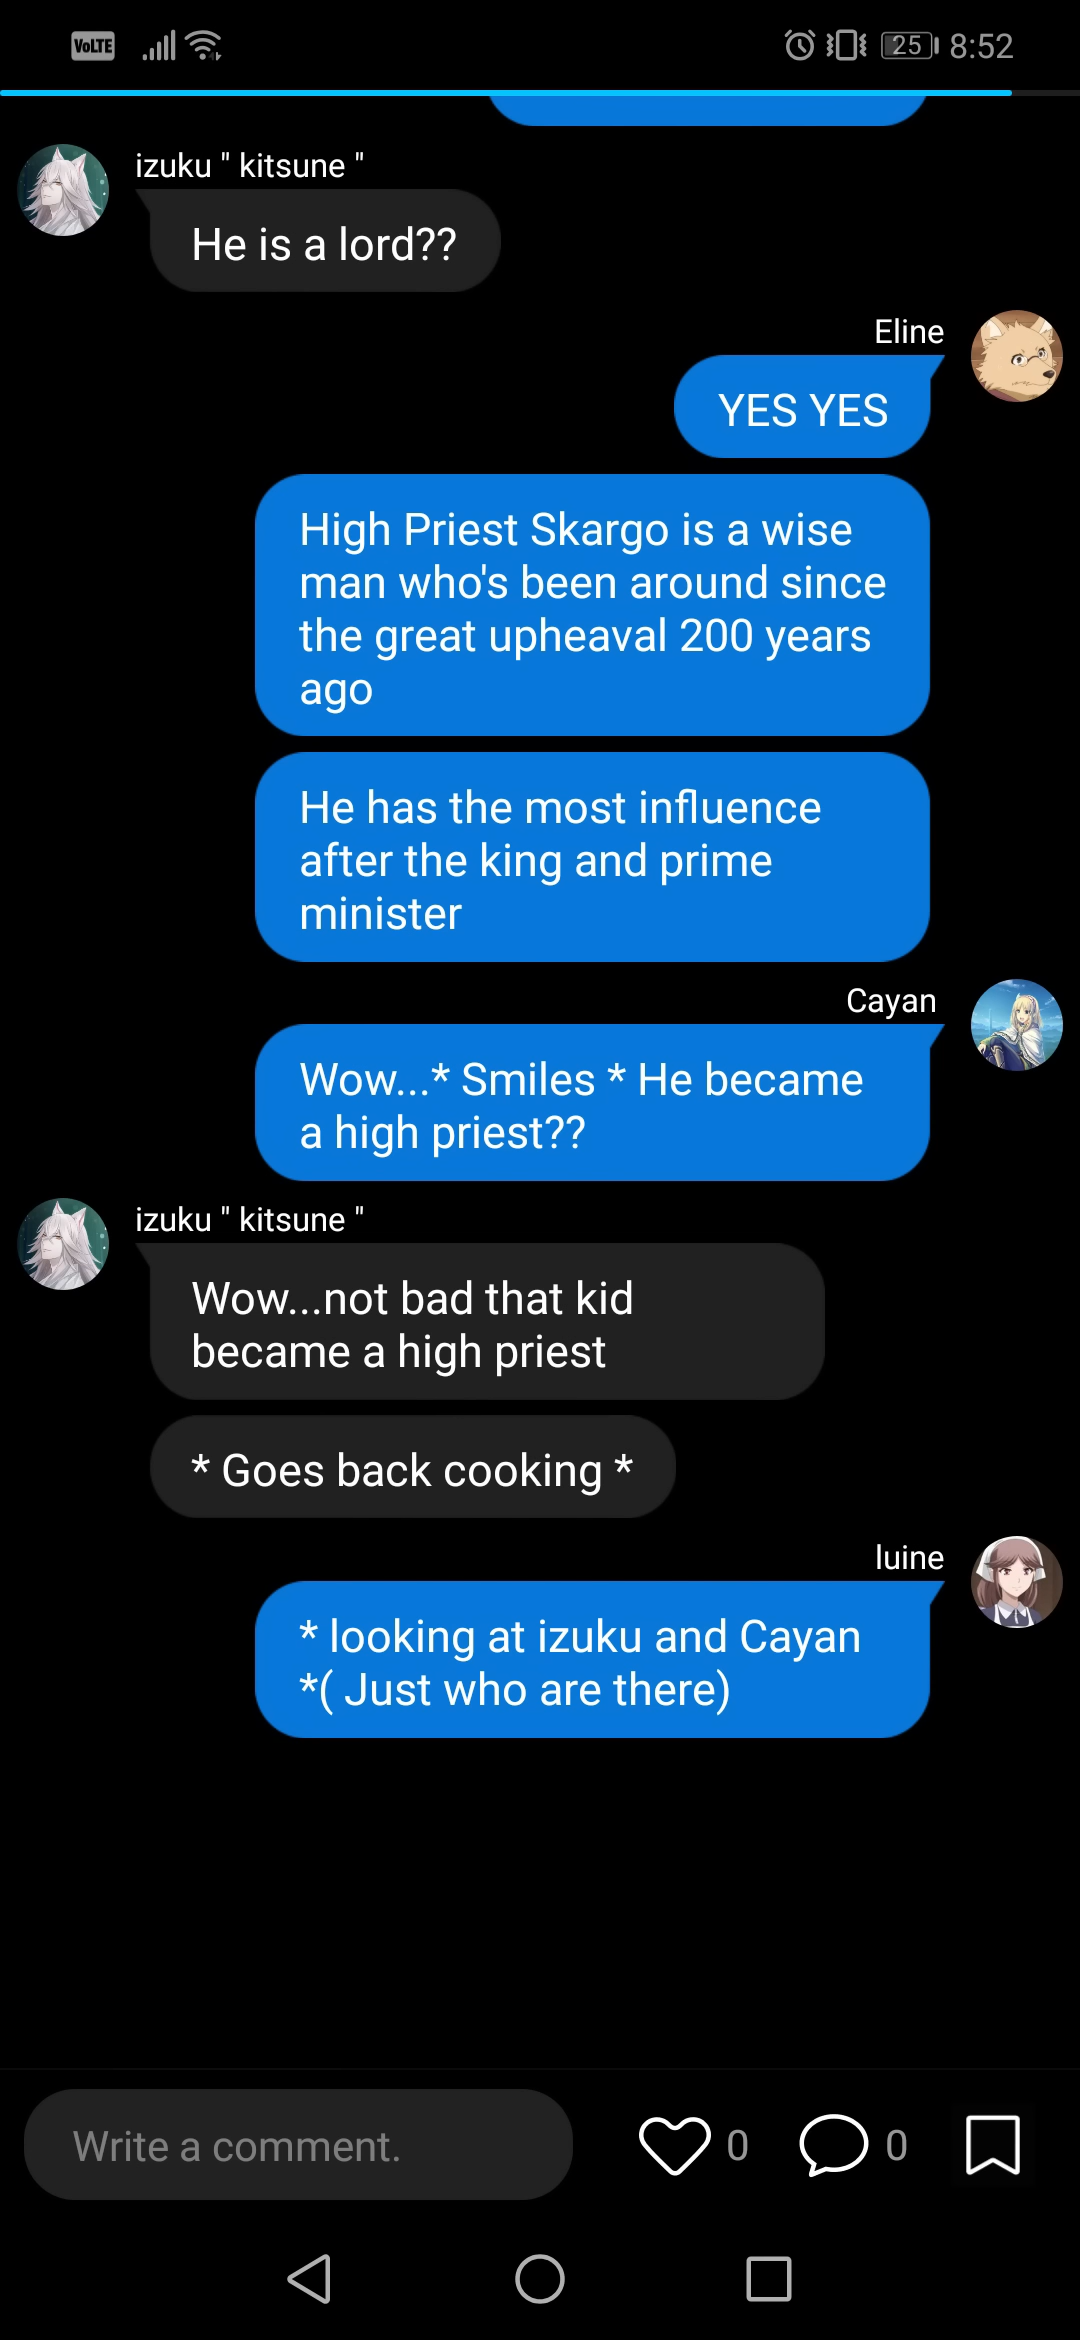 VoLTE 25 8:52
izuku " kitsune "
He is a lord??
Eline
YES YES
High Priest Skargo is a wise
man who's been around since
the great upheaval 200 years
ago
He has the most influence
after the king and prime
minister
Cayan
Wow...* Smiles * He became
a high priest??
izuku " kitsune "
Wow...not bad that kid
became a high priest
* Goes back cooking *
luine
* looking at izuku and Cayan
*( Just who are there)
Write a comment. 0 0